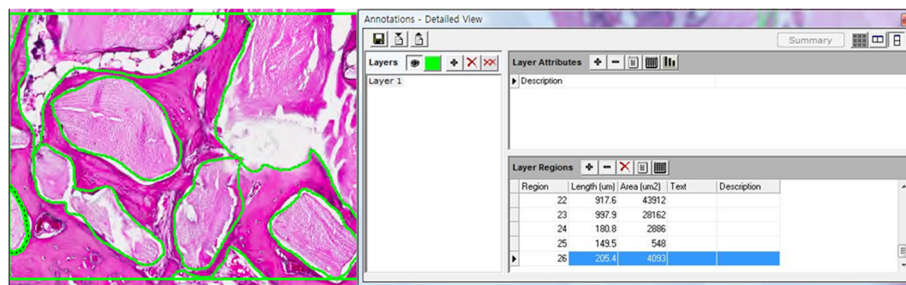 Annotations - Detailed View
Summary
Layers
Layer Attributes
Layer 1
Description
Layer Regions
Region Length (um) Area (um2) Text Description
22 917.6 43912
23 997.9 28162
24 180.8 2886
25 149.5 548
26 205.4 4093